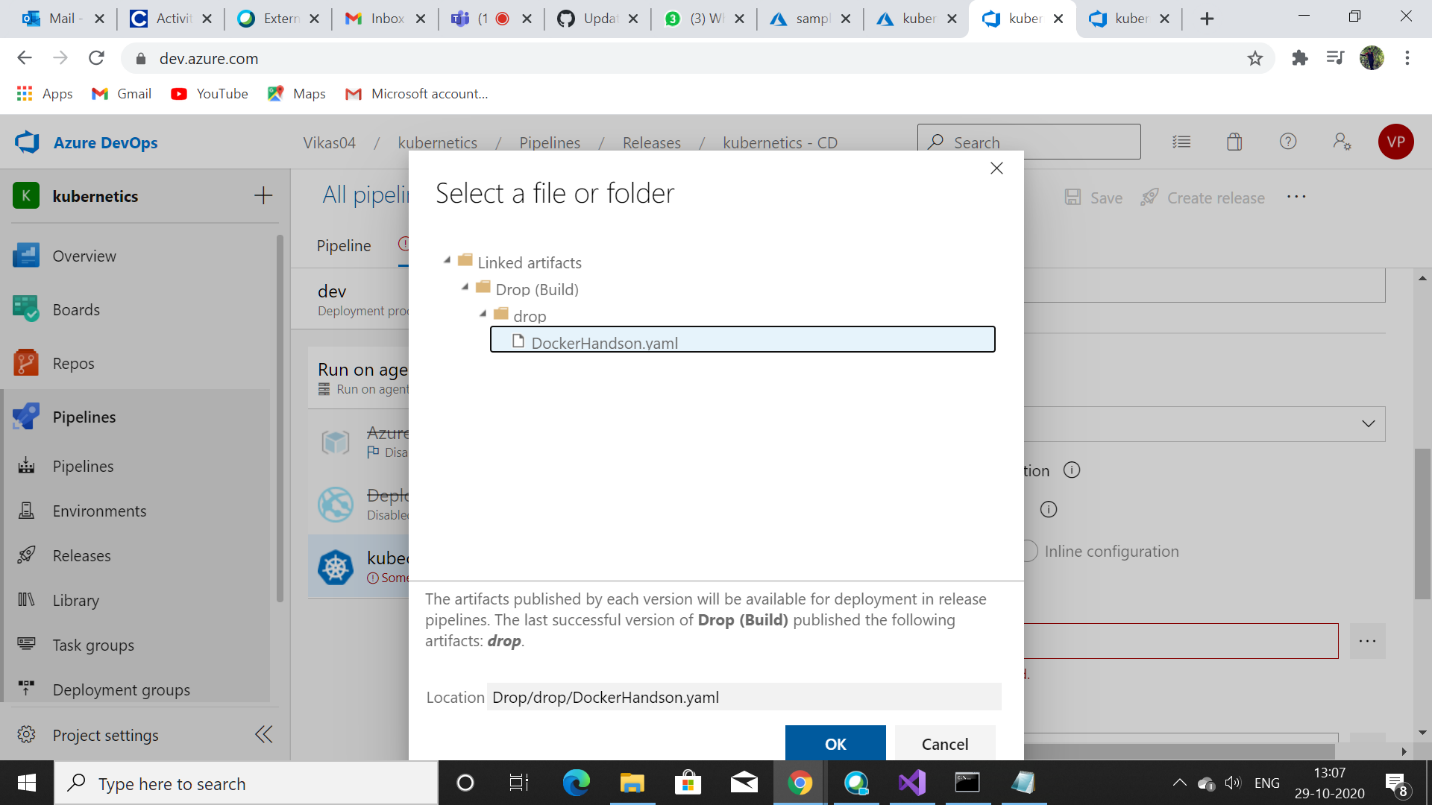 Mail -
Activit
Extern
Inbox
(1
Updat
(3) W
sampl
kuber
kuber
kuber
dev.azure.com
Apps
Gmail
YouTube
Maps
Microsoft account...
Azure DevOps
Vikas04 / kubernetics / Pipelines / Releases / kubernetics - CD
Search
VP
K kubernetics
Overview
Boards
Repos
Pipelines
Pipelines
Environments
Releases
Library
Task groups
Deployment groups
Project settings
All pipeli
Save
Create release
Pipeline
dev
Deployment proc
Run on age
Run on agent
Azure
Disa
Deplo
Disabled
kubec
Some
Select a file or folder
Linked artifacts
Drop (Build)
drop
DockerHandson.yaml
The artifacts published by each version will be available for deployment in release
pipelines. The last successful version of Drop (Build) published the following
artifacts: drop.
Location Drop/drop/DockerHandson.yaml
OK
Cancel
tion
Inline configuration
d.
Type here to search
ENG
13:07
29-10-2020
8